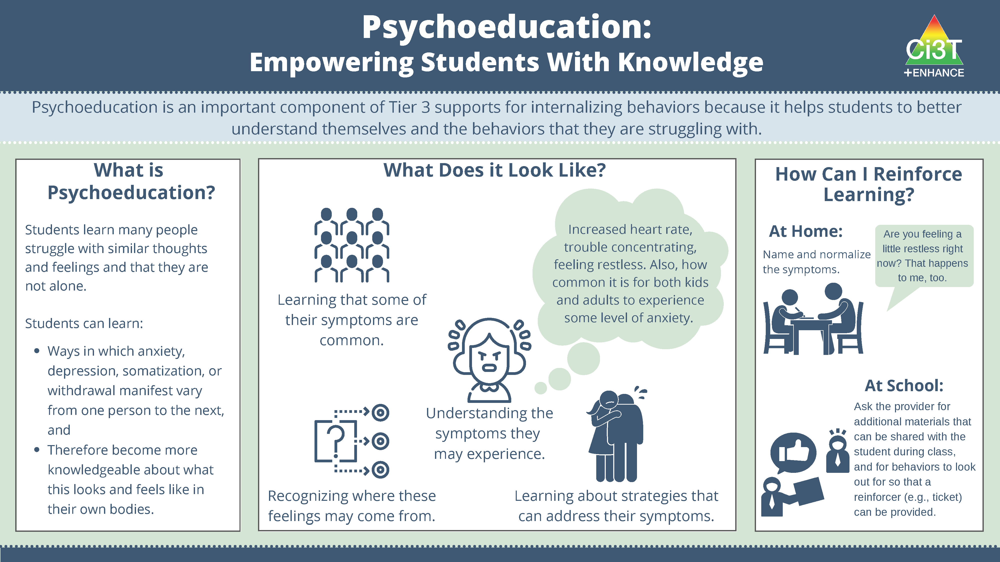 Psychoeducation:
Empowering Students With Knowledge
Ci3T
+ENHANCE
Psychoeducation is an important component of Tier 3 supports for internalizing behaviors because it helps students to better
understand themselves and the behaviors that they are struggling with.
What is
Psychoeducation?
Students learn many people
struggle with similar thoughts
and feelings and that they are
not alone.
Students can learn:
• Ways in which anxiety,
depression, somatization, or
withdrawal manifest vary
from one person to the next,
and
• Therefore become more
knowledgeable about what
this looks and feels like in
their own bodies.
What Does it Look Like?
Learning that some of
their symptoms are
common.
Increased heart rate,
trouble concentrating,
feeling restless. Also, how
common it is for both kids
and adults to experience
some level of anxiety.
Understanding the
symptoms they
may experience.
?
Recognizing where these
feelings may come from.
Learning about strategies that
can address their symptoms.
How Can I Reinforce
Learning?
At Home:
Name and normalize
the symptoms.
Are you feeling a
little restless right
now? That happens
to me, too.
At School:
Ask the provider for
additional materials that
can be shared with the
student during class,
and for behaviors to look
out for so that a
reinforcer (e.g., ticket)
can be provided.